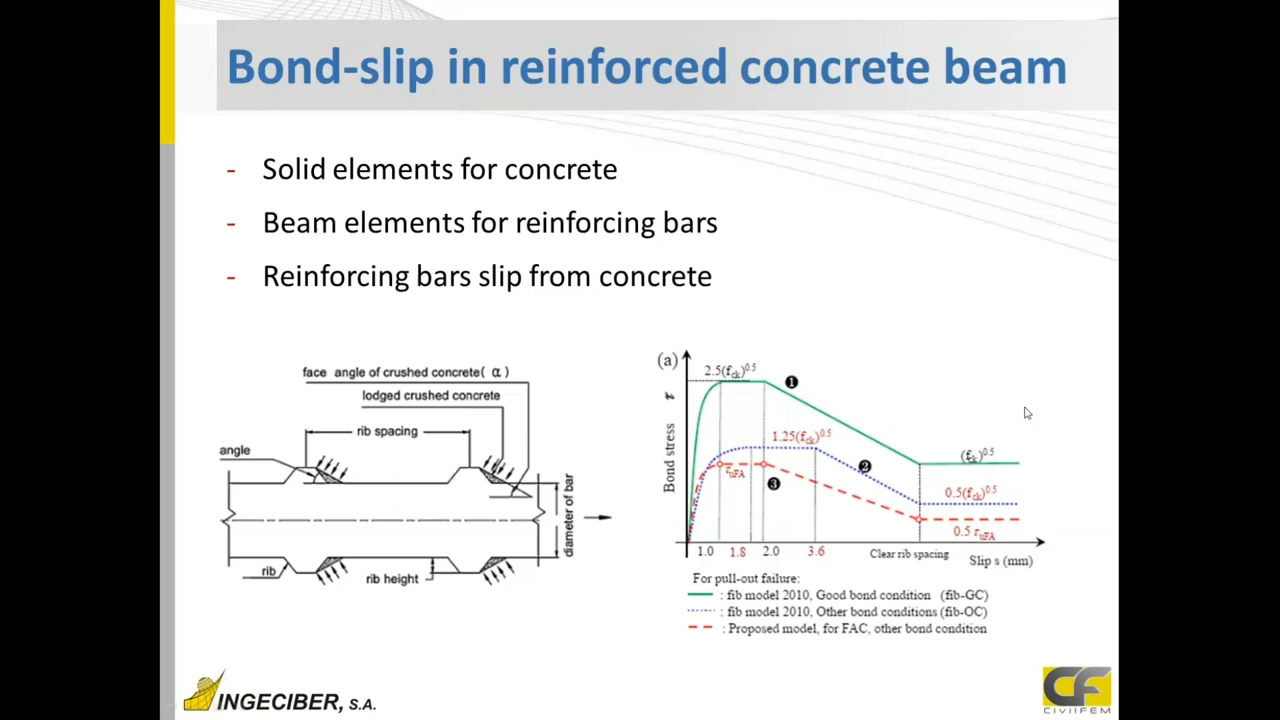 Bond-slip in reinforced concrete beam
- Solid elements for concrete
- Beam elements for reinforcing bars
- Reinforcing bars slip from concrete
face angle of crushed concrete( α )
lodged crushed concrete
rib spacing
angle
diameter of bar
rib
rib height
(a)
2.5(fck)0.5
❶
τ
Bond stress
1.25(fck)0.5
❷
(fck)0.5
τuFA
❸
0.5(fck)0.5
0.5 τuFA
1.0 1.8 2.0 3.6 Clear rib spacing
Slip s (mm)
For pull-out failure:
: fib model 2010, Good bond condition (fib-GC)
: fib model 2010, Other bond conditions (fib-OC)
: Proposed model, for FAC, other bond condition
INGECIBER, S.A.
CF
CIVILFEM